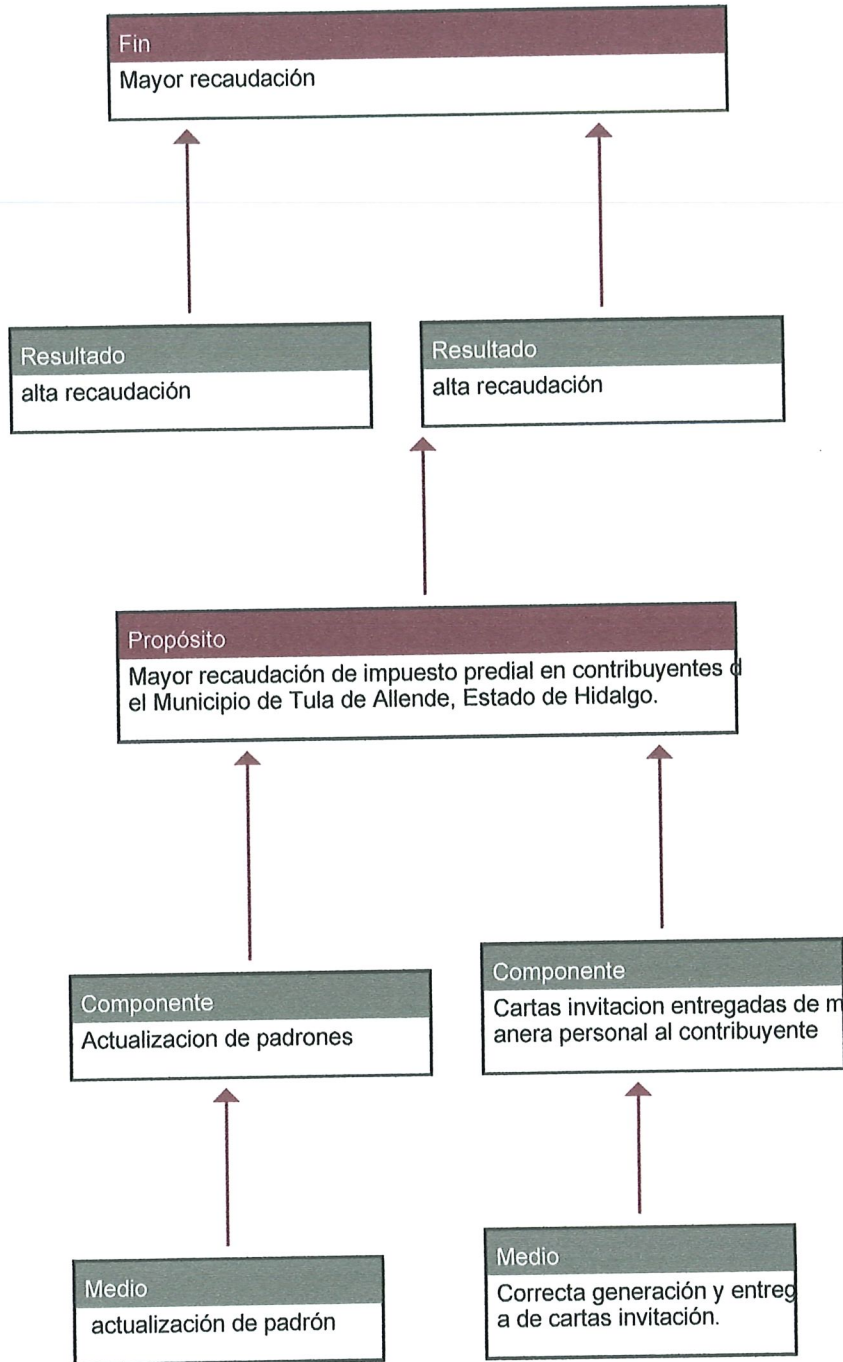 Fin
Mayor recaudación
Resultado
alta recaudación
Resultado
alta recaudación
Propósito
Mayor recaudación de impuesto predial en contribuyentes d
el Municipio de Tula de Allende, Estado de Hidalgo.
Componente
Actualizacion de padrones
Componente
Cartas invitacion entregadas de m
anera personal al contribuyente
Medio
actualización de padrón
Medio
Correcta generación y entreg
a de cartas invitación.